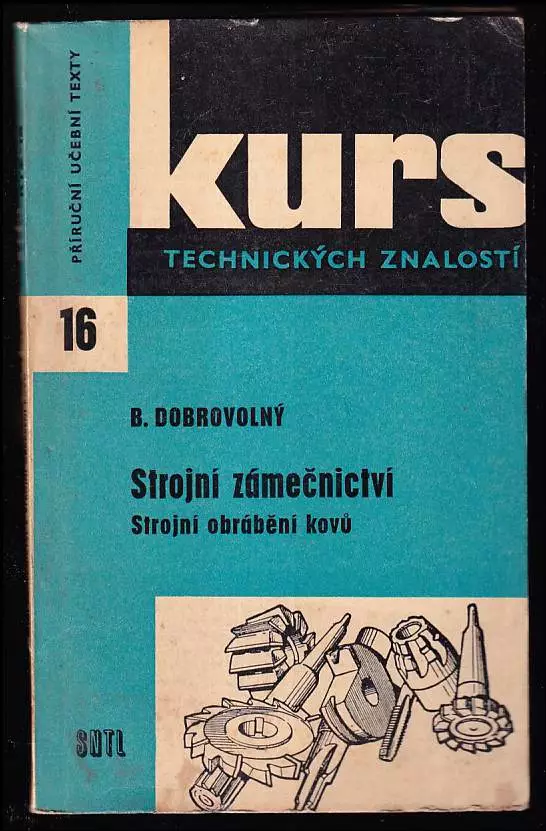 PŘÍRUČNÍ UČEBNÍ TEXTY
kurs
TECHNICKÝCH ZNALOSTÍ
16
B. DOBROVOLNÝ
Strojní zámečnictví
Strojní obrábění kovů
SNTL